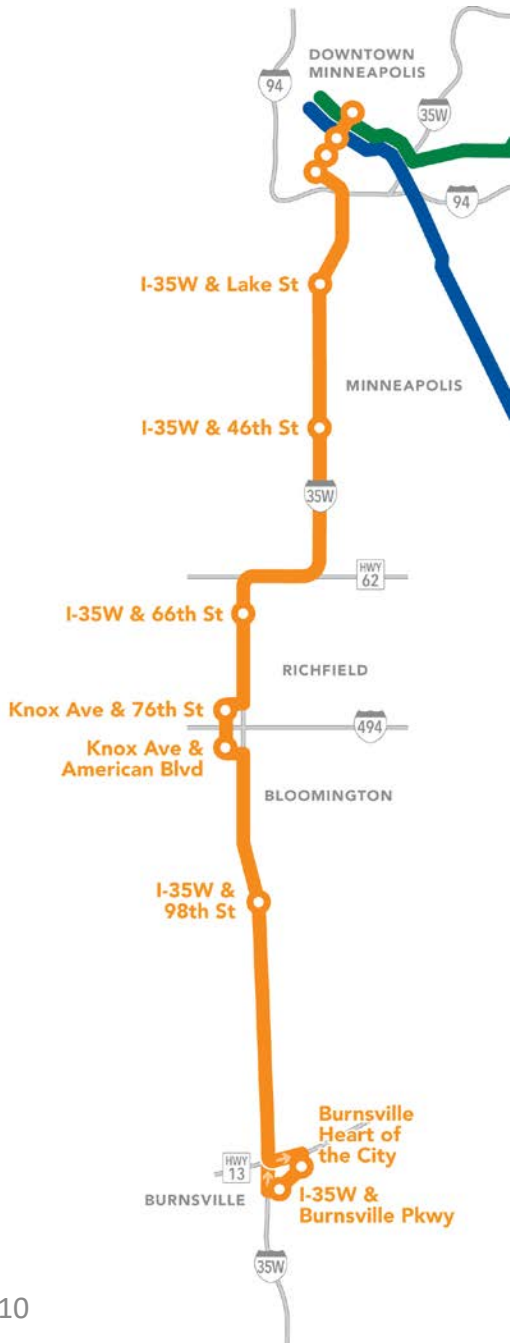 DOWNTOWN
MINNEAPOLIS
94
35W
94
I-35W & Lake St
MINNEAPOLIS
I-35W & 46th St
35W
HWY
62
I-35W & 66th St
RICHFIELD
Knox Ave & 76th St
494
Knox Ave &
American Blvd
BLOOMINGTON
I-35W &
98th St
Burnsville
Heart of
the City
HWY
13
BURNSVILLE
I-35W &
Burnsville Pkwy
35W
10